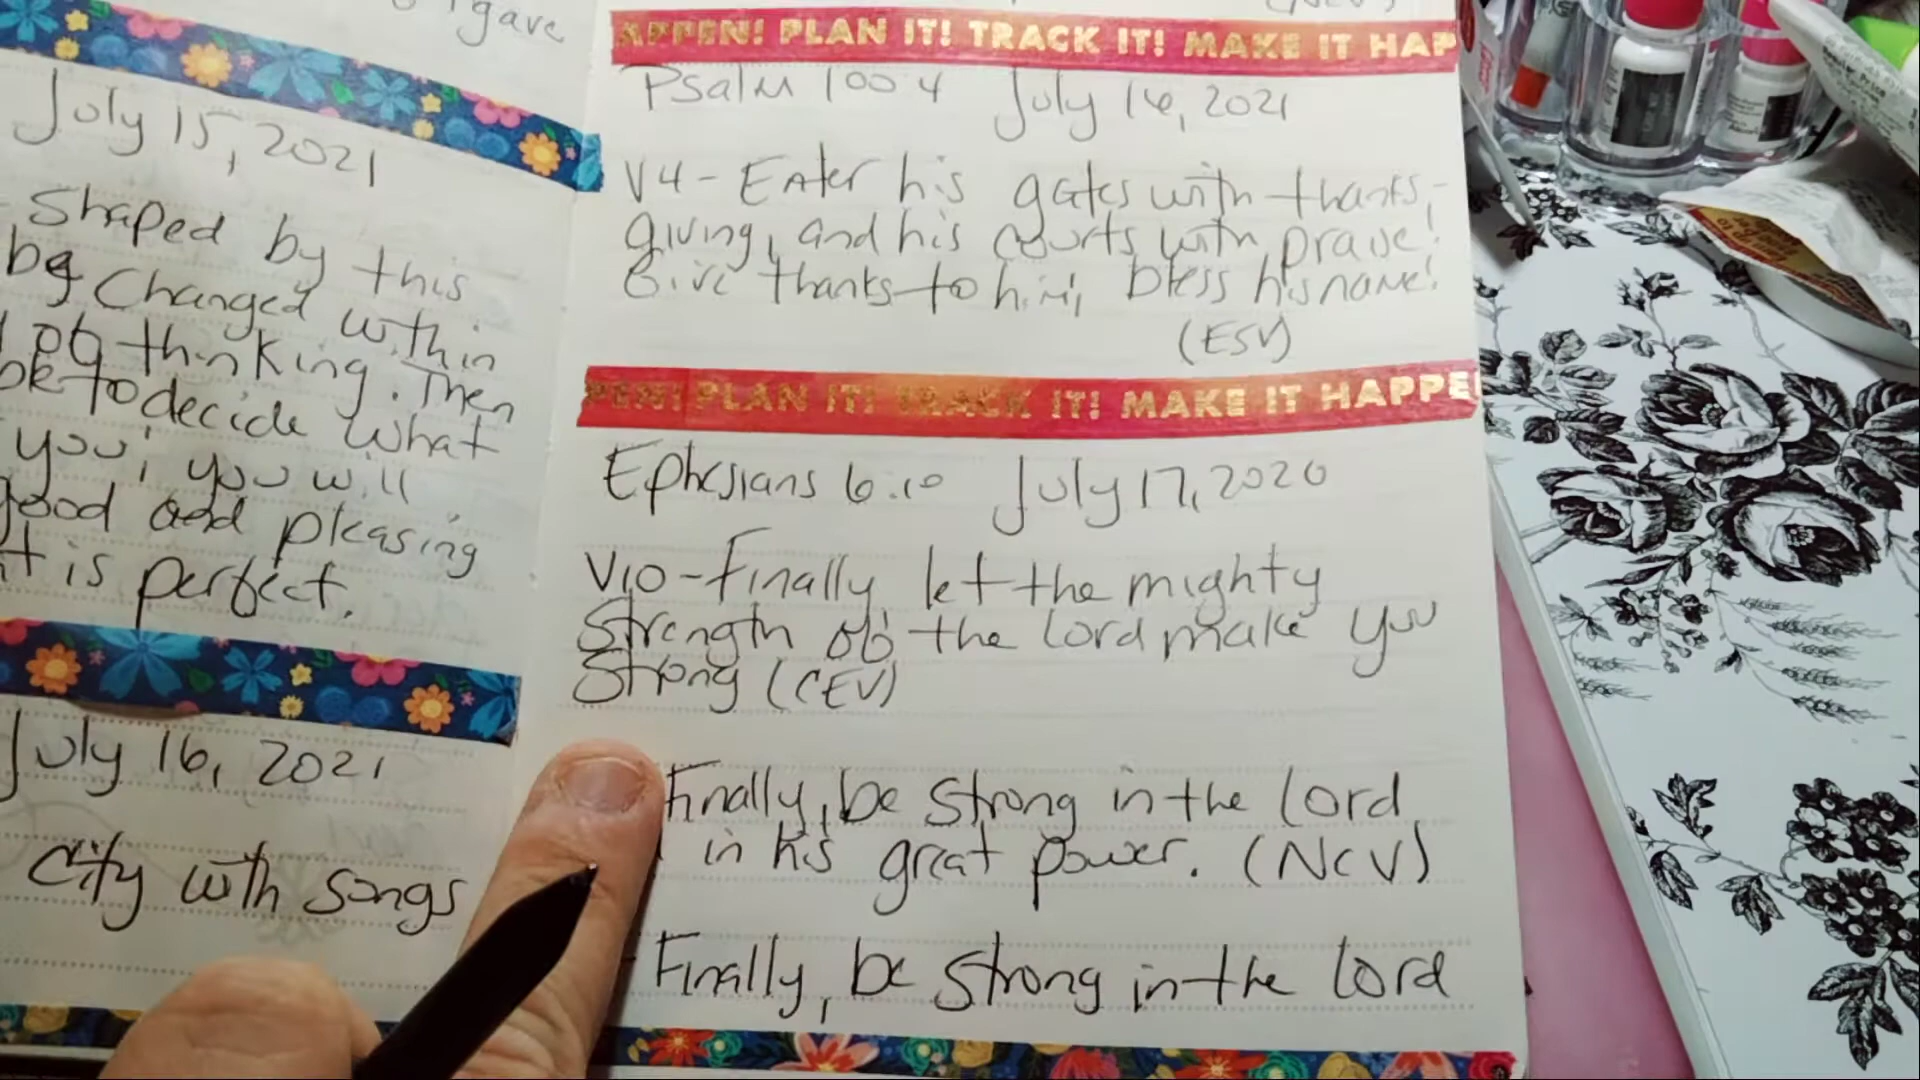 gave
July 15, 2021
Shaped by this
be Changed within
of thinking. Then
to decide what
you, you will
good and pleasing
it is perfect.
July 16, 2021
City with Songs
APPEN! PLAN IT! TRACK IT! MAKE IT HAP
Psalm 100 4 July 16, 2021
V4 - Enter his gates with thanks-
giving, and his courts with praise!
Give thanks to him, bless his name!
(ESV)
PEN! PLAN IT! TRACK IT! MAKE IT HAPPE
Ephesians 6:10 July 17, 2020
V10 - Finally, let the mighty
Strength of the Lord make you
Strong (CEV)
Finally, be Strong in the Lord
in his great power. (NCV)
Finally, be Strong in the Lord